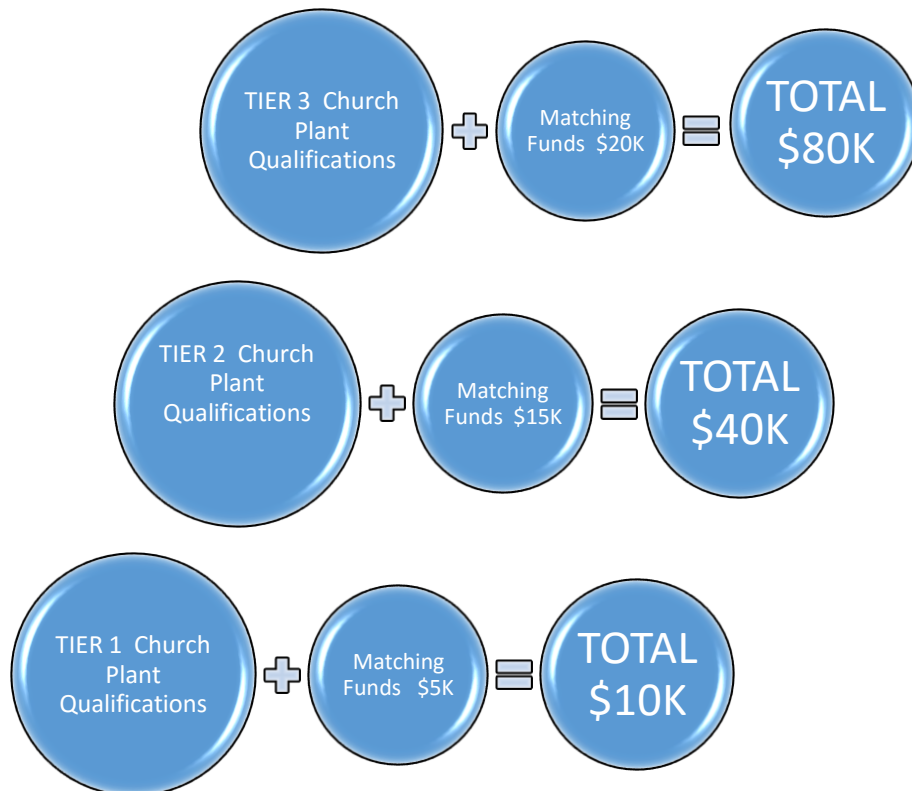 TIER 3 Church
Plant
Qualifications
Matching
Funds $20K
TOTAL
$80K
TIER 2 Church
Plant
Qualifications
Matching
Funds $15K
TOTAL
$40K
TIER 1 Church
Plant
Qualifications
Matching
Funds $5K
TOTAL
$10K